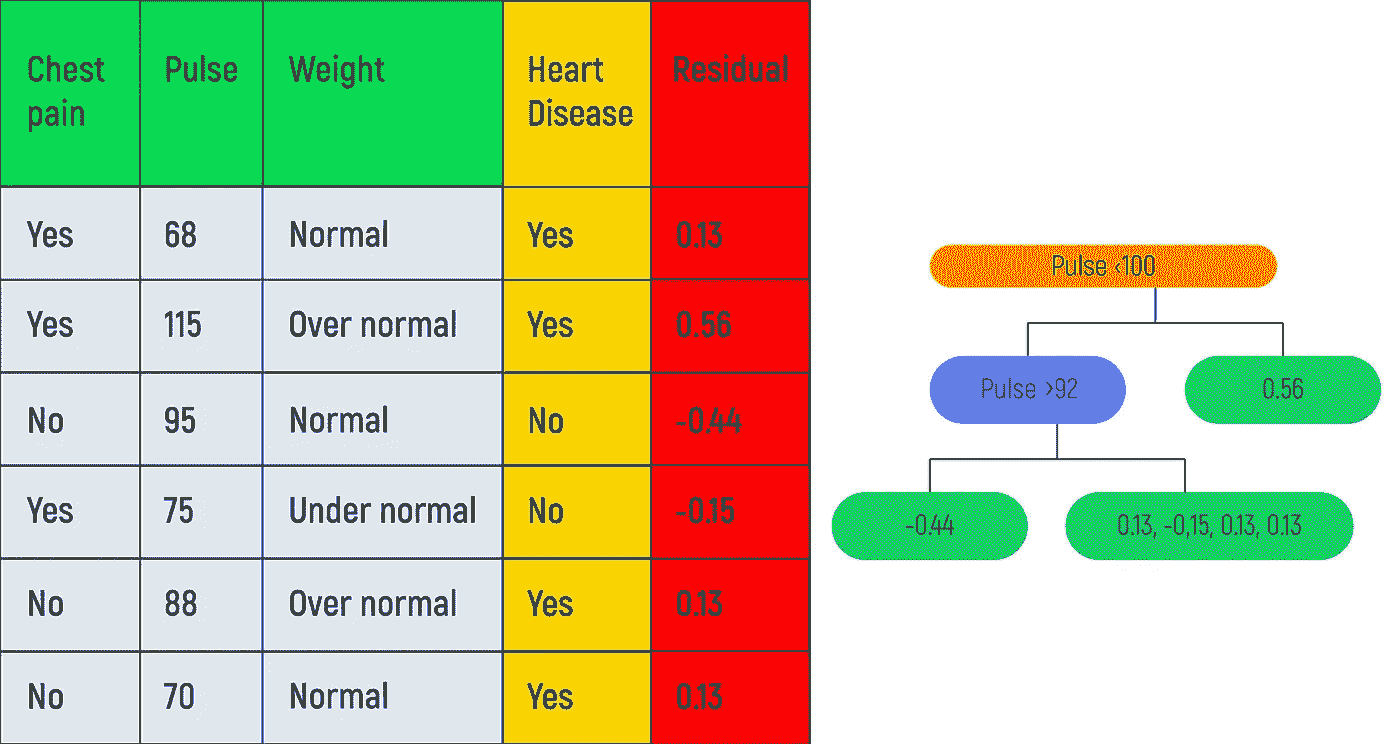 Chest pain Pulse Weight Heart Disease Residual
Yes 68 Normal Yes 0.13
Yes 115 Over normal Yes 0.56
No 95 Normal No -0.44
Yes 75 Under normal No -0.15
No 88 Over normal Yes 0.13
No 70 Normal Yes 0.13
Pulse <100
Pulse >92
0.56
-0.44
0.13, -0,15, 0.13, 0.13